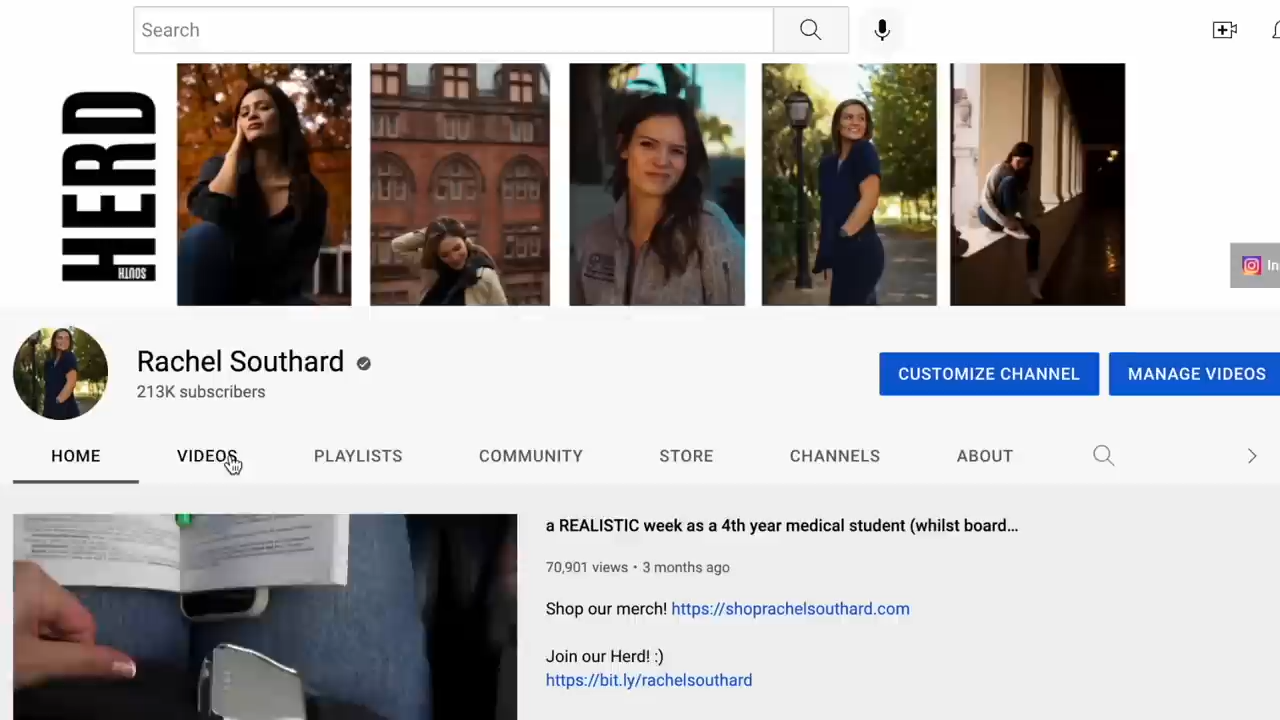 Search
HERD
SOUTH
In
Rachel Southard
213K subscribers
CUSTOMIZE CHANNEL
MANAGE VIDEOS
HOME
VIDEOS
PLAYLISTS
COMMUNITY
STORE
CHANNELS
ABOUT
a REALISTIC week as a 4th year medical student (whilst board…
70,901 views • 3 months ago
Shop our merch! https://shoprachelsouthard.com
Join our Herd! :)
https://bit.ly/rachelsouthard